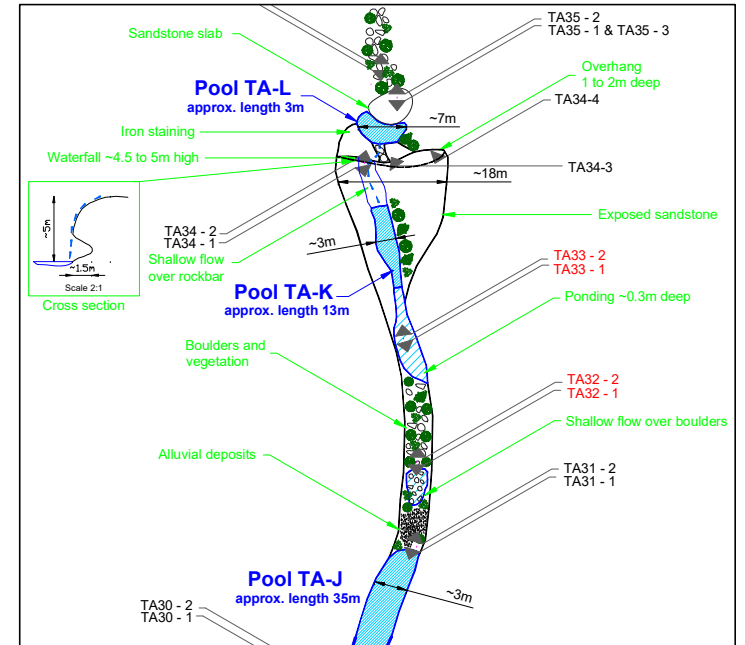 TA35 - 2
TA35 - 1 & TA35 - 3
Sandstone slab
Overhang
1 to 2m deep
Pool TA-L
approx. length 3m
TA34-4
~7m
Iron staining
Waterfall ~4.5 to 5m high
TA34-3
~18m
~5m
~1.5m
Scale 2:1
Cross section
TA34 - 2
TA34 - 1
Exposed sandstone
~3m
Shallow flow
over rockbar
TA33 - 2
TA33 - 1
Pool TA-K
approx. length 13m
Ponding ~0.3m deep
Boulders and
vegetation
TA32 - 2
TA32 - 1
Shallow flow over boulders
Alluvial deposits
TA31 - 2
TA31 - 1
Pool TA-J
approx. length 35m
~3m
TA30 - 2
TA30 - 1